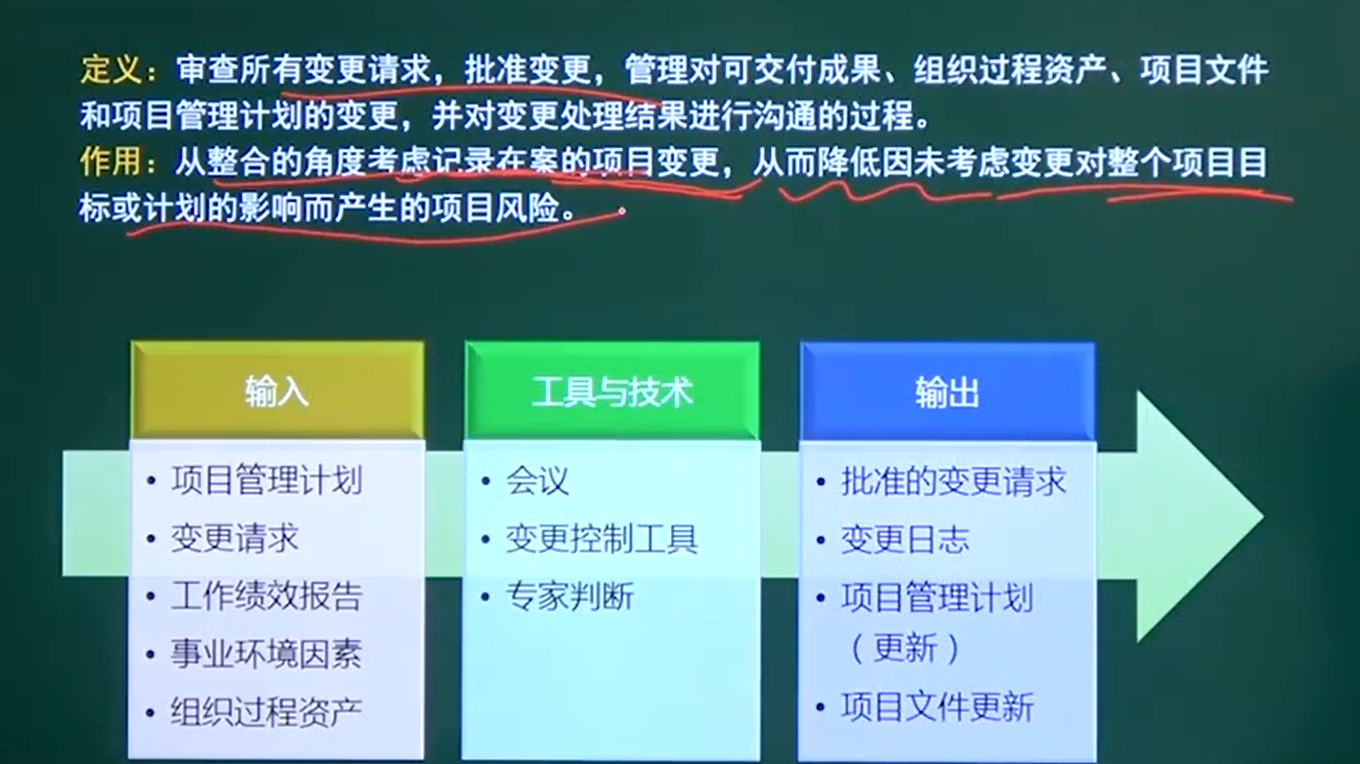 定义：审查所有变更请求，批准变更，管理对可交付成果、组织过程资产、项目文件
和项目管理计划的变更，并对变更处理结果进行沟通的过程。
作用：从整合的角度考虑记录在案的项目变更，从而降低因未考虑变更对整个项目目
标或计划的影响而产生的项目风险。
输入
• 项目管理计划
• 变更请求
• 工作绩效报告
• 事业环境因素
• 组织过程资产
工具与技术
• 会议
• 变更控制工具
• 专家判断
输出
• 批准的变更请求
• 变更日志
• 项目管理计划
（更新）
• 项目文件更新